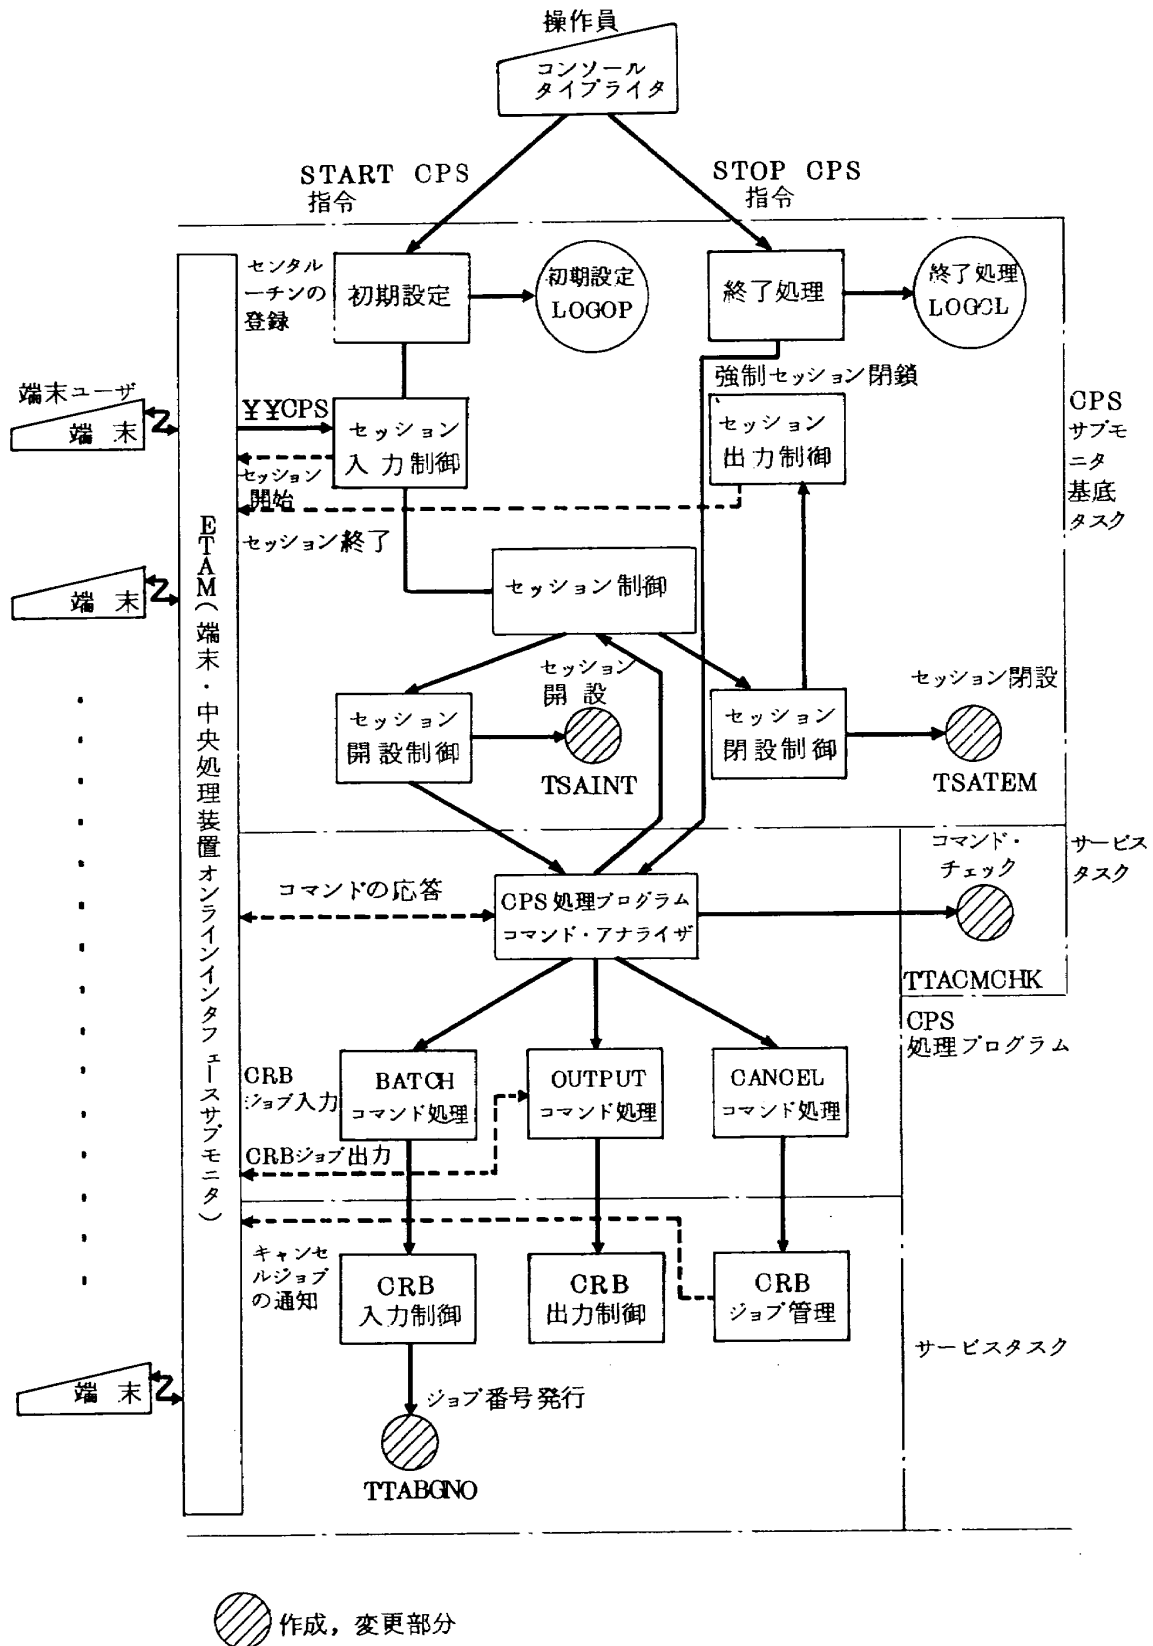 操作員
コンソール
タイプライタ
START CPS
指令
STOP CPS
指令
センタル
ーチンの
登録
初期設定
初期設定
LOGOP
終了処理
終了処理
LOGCL
強制セッション閉鎖
端末ユーザ
端 末
¥¥CPS
セッション
入力制御
セッション
出力制御
セッション
開始
セッション終了
CPS
サブモ
ニタ
基底
タスク
ETAM(端末・中央処理装置オンラインインタフェースサブモニタ)
端 末
セッション制御
セッション
開設制御
セッション
開 設
TSAINT
セッション
閉設制御
セッション閉設
TSATEM
コマンドの応答
CPS処理プログラム
コマンド・アナライザ
コマンド・
チェック
TTACMCHK
サービス
タスク
CPS
処理プログラム
CRB
ジョブ入力
BATCH
コマンド処理
OUTPUT
コマンド処理
CANCEL
コマンド処理
CRBジョブ出力
キャンセ
ルジョブ
の通知
CRB
入力制御
CRB
出力制御
CRB
ジョブ管理
サービスタスク
端 末
ジョブ番号発行
TTABGNO
作成，変更部分